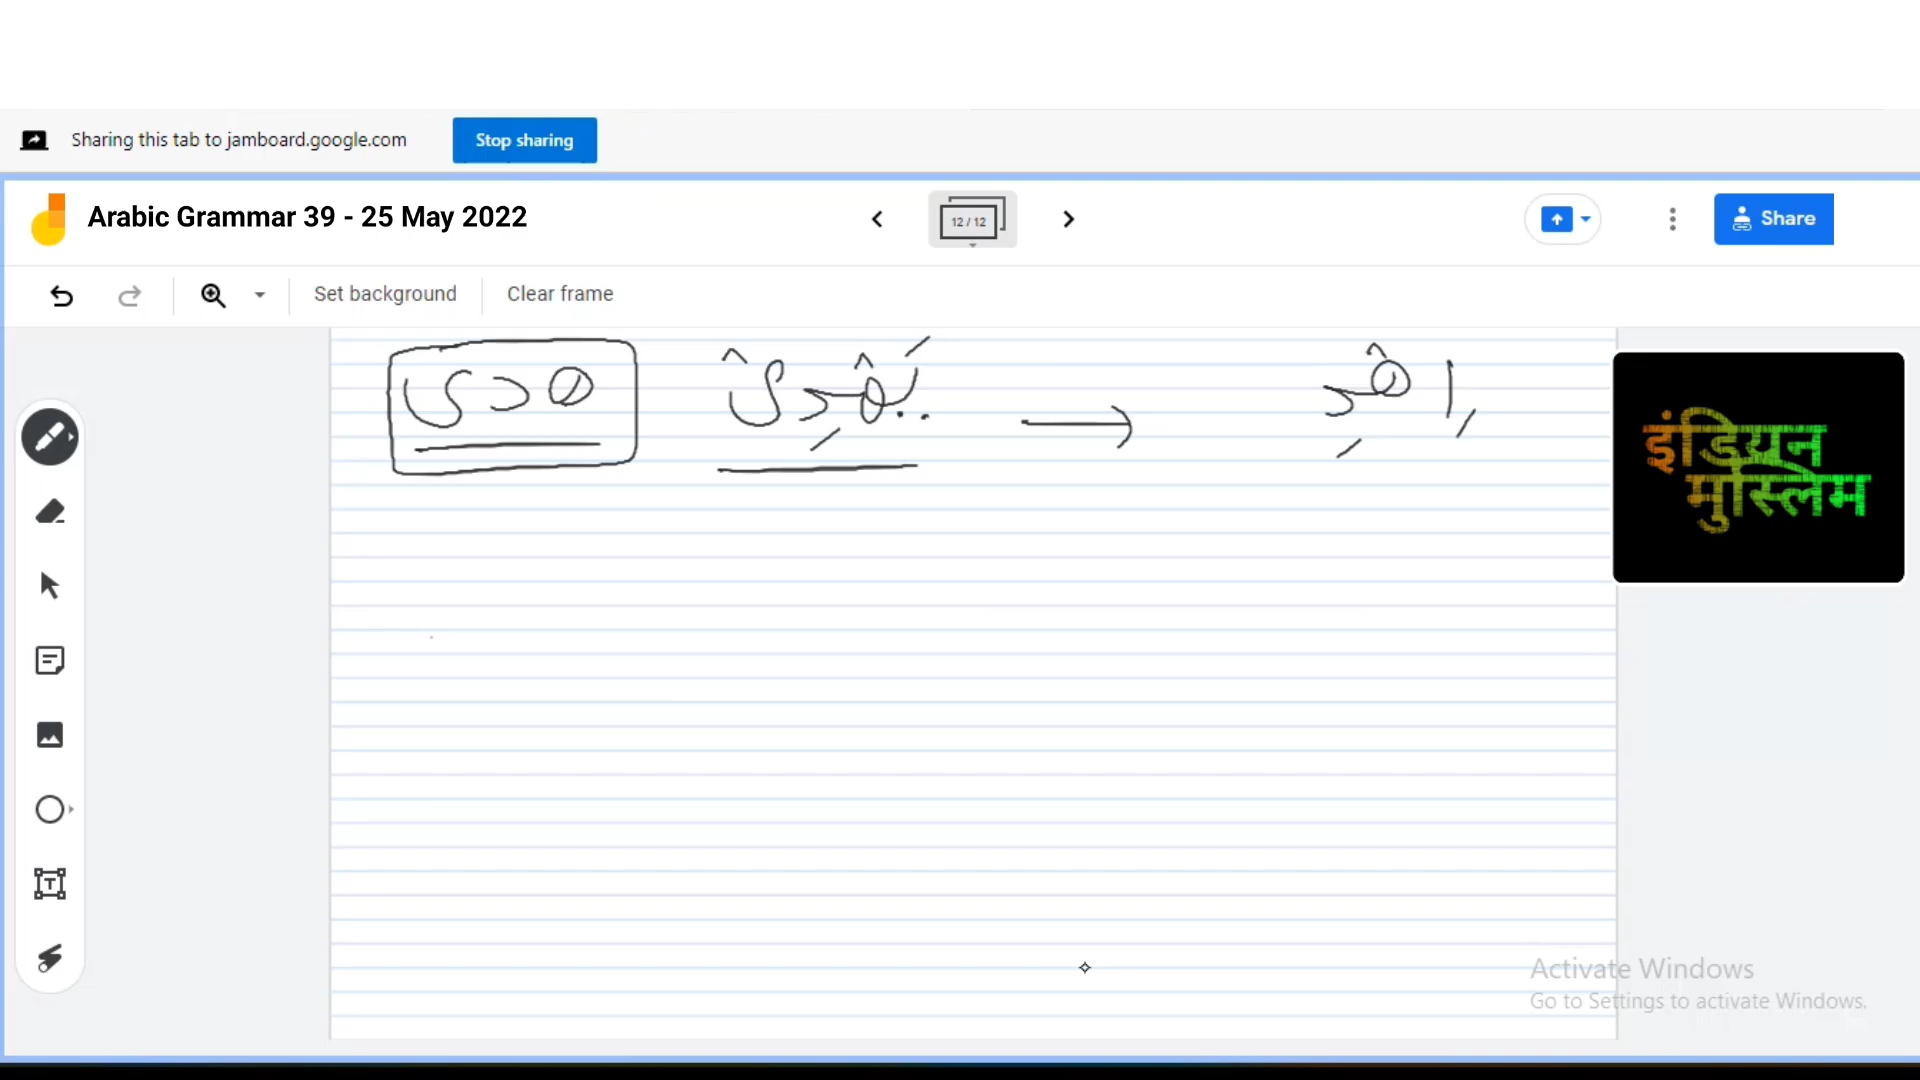 Sharing this tab to jamboard.google.com
Stop sharing
Arabic Grammar 39 - 25 May 2022
12 / 12
Share
Set background
Clear frame
ه د ى
يَهْدِىْ
اِهْدِ
इंडियन
मुस्लिम
Activate Windows
Go to Settings to activate Windows.